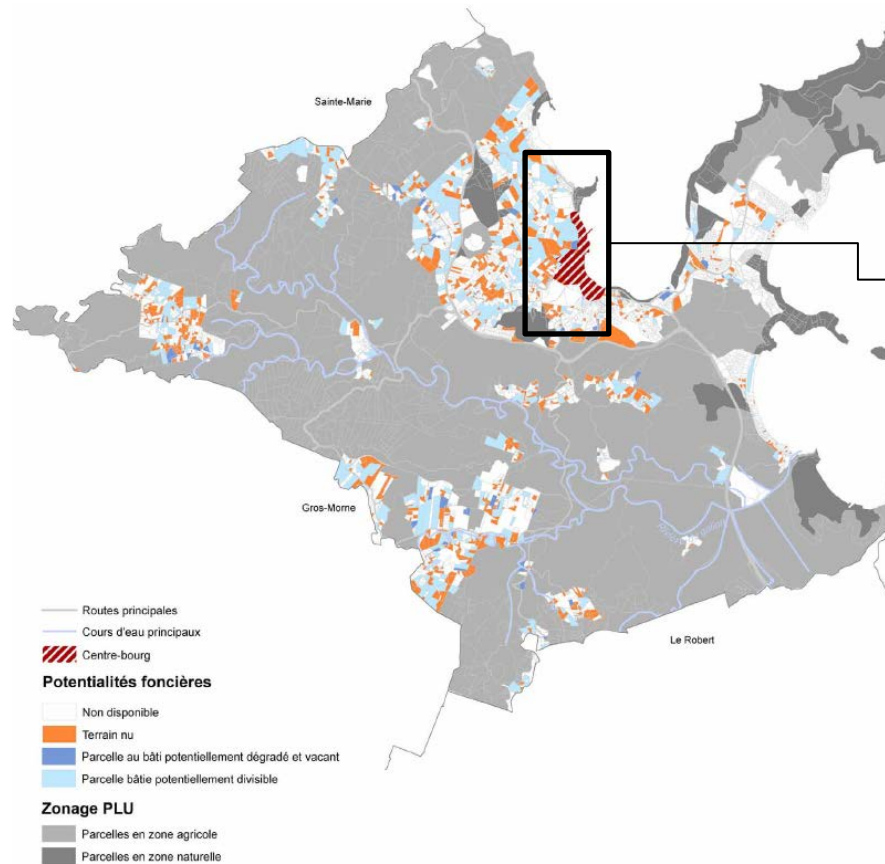 Sainte-Marie
Gros-Morne
Le Robert
Routes principales
Cours d'eau principaux
Centre-bourg
Potentialités foncières
Non disponible
Terrain nu
Parcelle au bâti potentiellement dégradé et vacant
Parcelle bâtie potentiellement divisible
Zonage PLU
Parcelles en zone agricole
Parcelles en zone naturelle